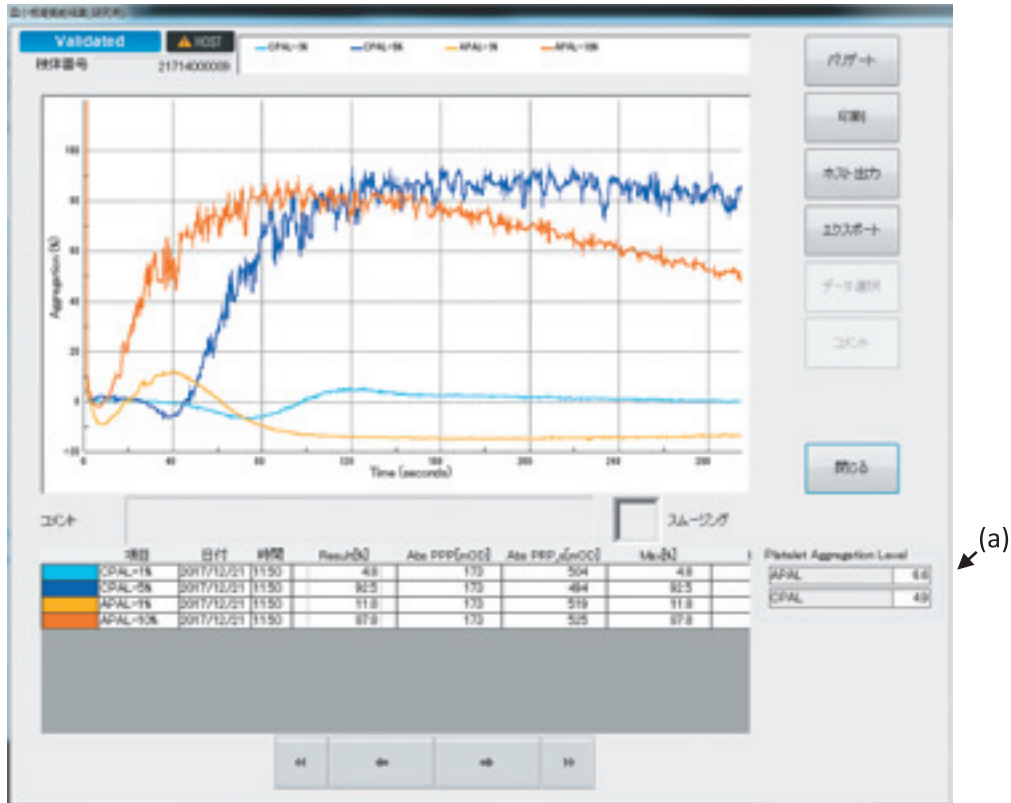 Validated HOST
CPAL-1% CPAL-5% APAL-1% APAL-10%
検体番号 21714000009
バリデート
印刷
ホスト出力
エクスポート
データ選択
コメント
閉じる
Aggregation (%)
100
80
60
40
20
0
-20
0 40 80 120 160 200 240 280
Time (seconds)
コメント
スムージング
項目 日付 時間 Result[%] Abs PPP[mOD] Abs PRP_s[mOD] Max[%]
CPAL-1% 2017/12/21 11:50 4.8 173 504 4.8
CPAL-5% 2017/12/21 11:50 92.5 173 494 92.5
APAL-1% 2017/12/21 11:50 11.8 173 519 11.8
APAL-10% 2017/12/21 11:50 87.8 173 525 87.8
Platelet Aggregation Level
APAL 6.6
CPAL 4.9
(a)